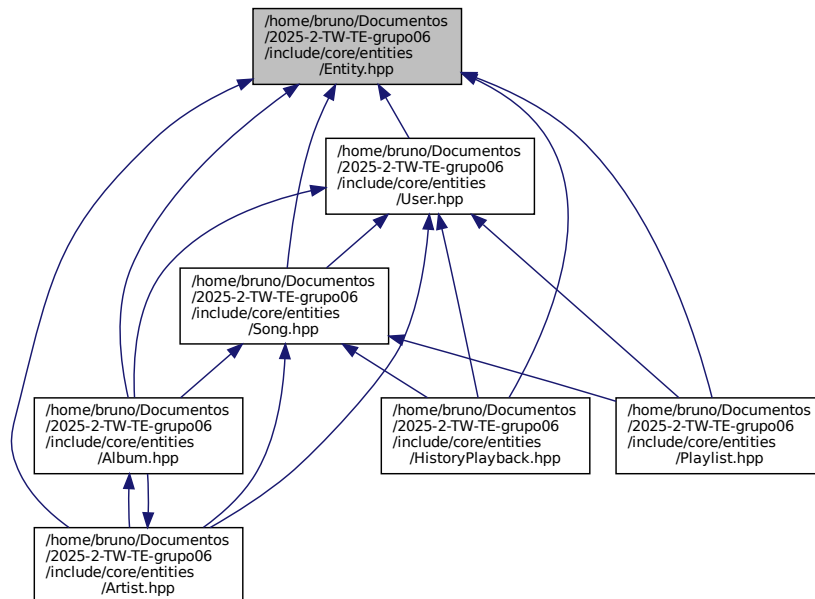 /home/bruno/Documentos
/2025-2-TW-TE-grupo06
/include/core/entities
/Entity.hpp
/home/bruno/Documentos
/2025-2-TW-TE-grupo06
/include/core/entities
/User.hpp
/home/bruno/Documentos
/2025-2-TW-TE-grupo06
/include/core/entities
/Song.hpp
/home/bruno/Documentos
/2025-2-TW-TE-grupo06
/include/core/entities
/Album.hpp
/home/bruno/Documentos
/2025-2-TW-TE-grupo06
/include/core/entities
/HistoryPlayback.hpp
/home/bruno/Documentos
/2025-2-TW-TE-grupo06
/include/core/entities
/Playlist.hpp
/home/bruno/Documentos
/2025-2-TW-TE-grupo06
/include/core/entities
/Artist.hpp